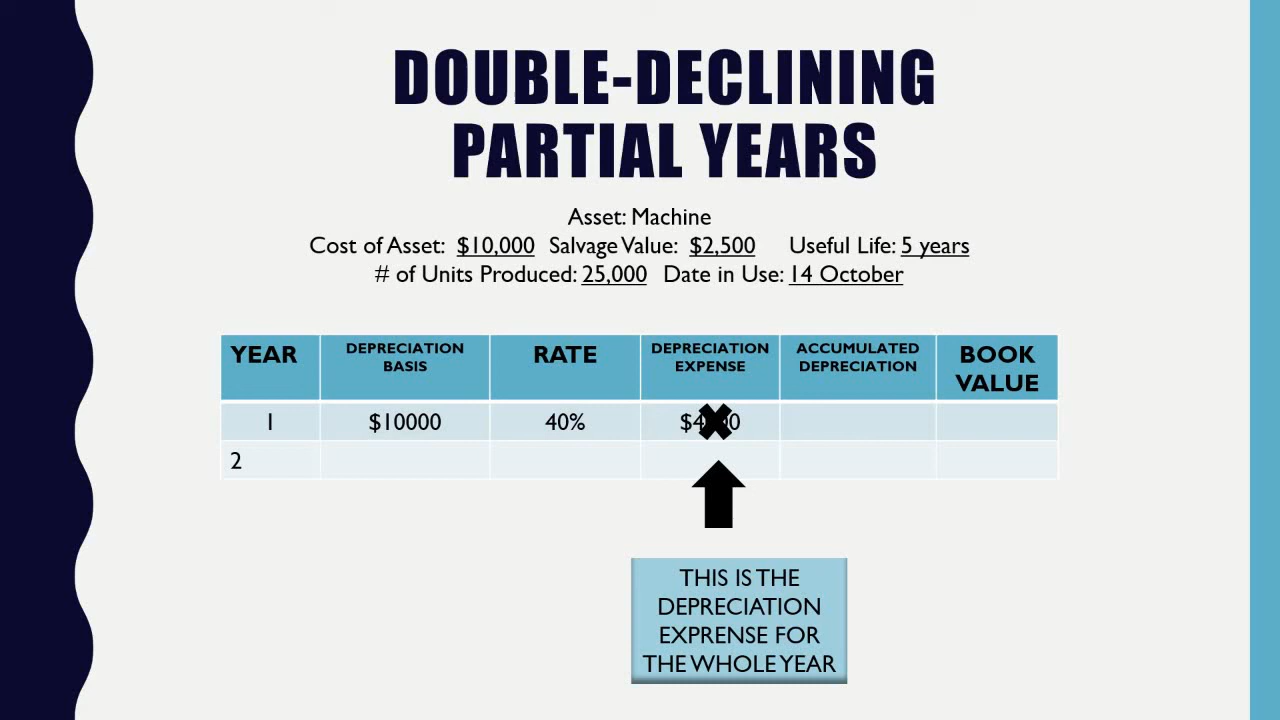 DOUBLE-DECLINING
PARTIAL YEARS
Asset: Machine
Cost of Asset: $10,000 Salvage Value: $2,500 Useful Life: 5 years
# of Units Produced: 25,000 Date in Use: 14 October
YEAR DEPRECIATION BASIS RATE DEPRECIATION EXPENSE ACCUMULATED DEPRECIATION BOOK VALUE
1 $10000 40%
2
THIS IS THE
DEPRECIATION
EXPRENSE FOR
THE WHOLE YEAR